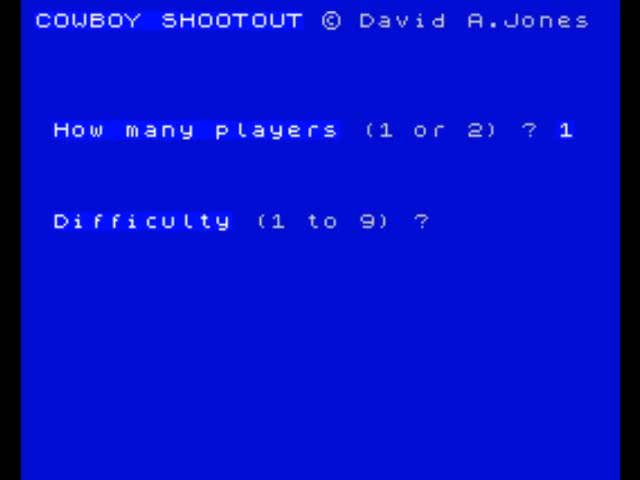 COWBOY SHOOTOUT © David A.Jones
How many players (1 or 2) ? 1
Difficulty (1 to 9) ?